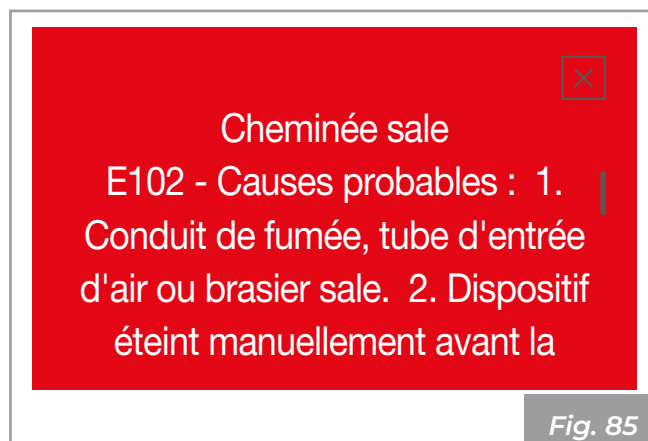 Cheminée sale
E102 - Causes probables :  1.
Conduit de fumée, tube d'entrée
d'air ou brasier sale.  2. Dispositif
éteint manuellement avant la
Fig. 85